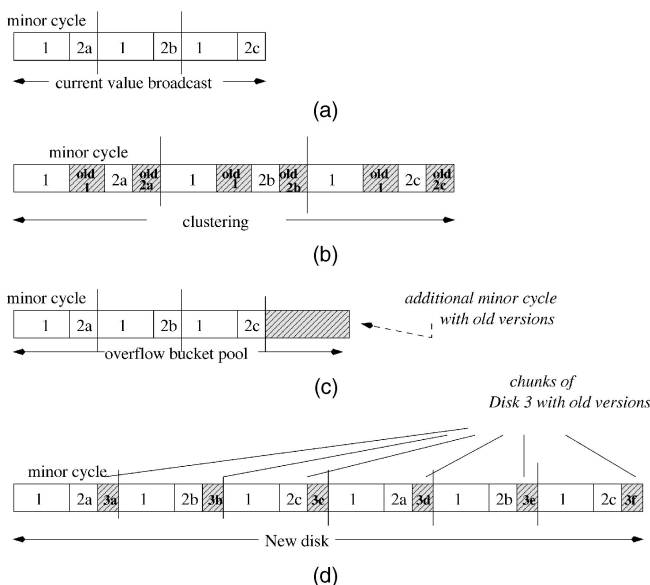 minor cycle
1 2a 1 2b 1 2c
current value broadcast
(a)
minor cycle
1 old 1 2a old 2a 1 old 1 2b old 2b 1 old 1 2c old 2c
clustering
(b)
minor cycle
1 2a 1 2b 1 2c
overflow bucket pool
additional minor cycle
with old versions
(c)
chunks of
Disk 3 with old versions
minor cycle
1 2a 3a 1 2b 3b 1 2c 3c 1 2a 3d 1 2b 3e 1 2c 3f
New disk
(d)